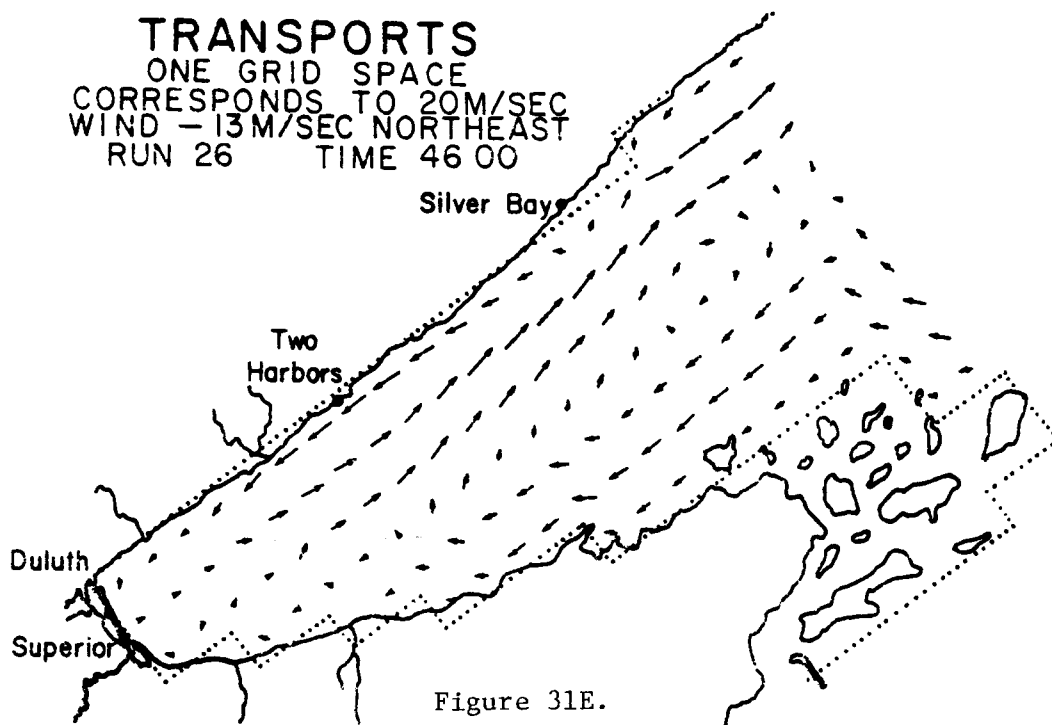 TRANSPORTS
ONE GRID SPACE
CORRESPONDS TO 20M/SEC
WIND - 13 M/SEC NORTHEAST
RUN 26 TIME 46 00
Silver Bay
Two
Harbors
Duluth
Superior
Figure 31E.